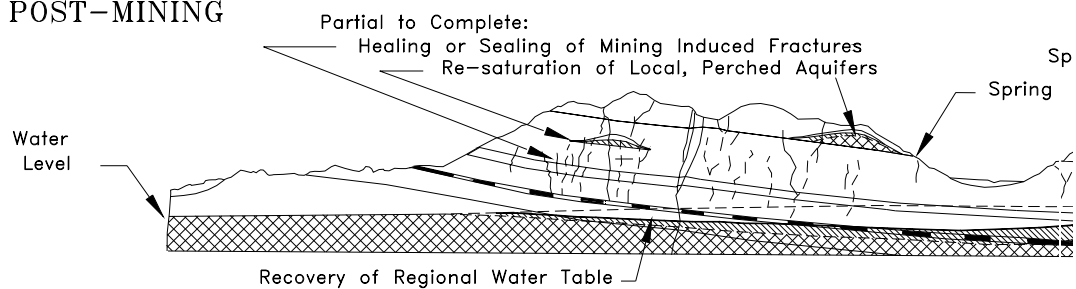 POST-MINING
Partial to Complete:
Healing or Sealing of Mining Induced Fractures
Re-saturation of Local, Perched Aquifers
Sp
Spring
Water
Level
Recovery of Regional Water Table